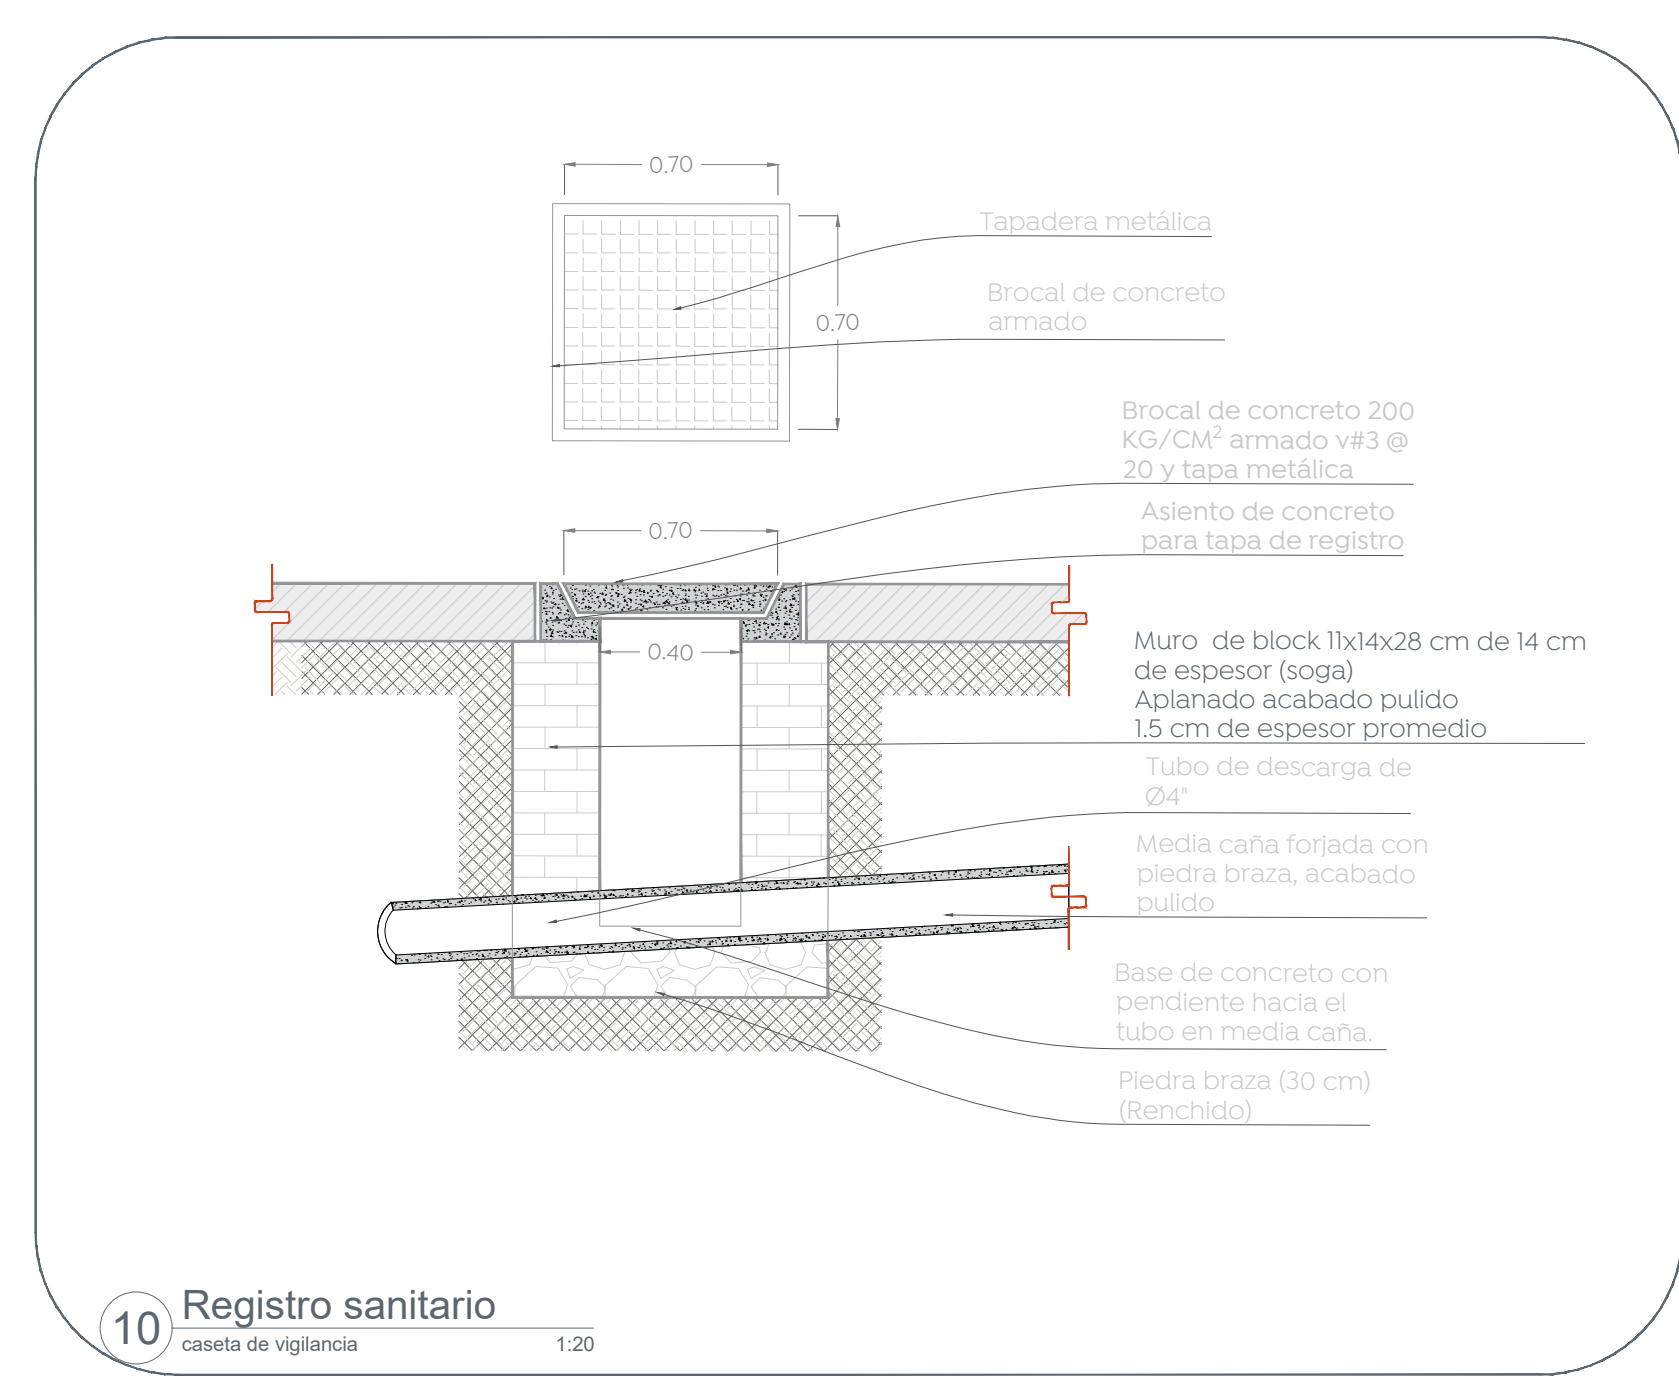 0.70
Tapadera metálica
Brocal de concreto
armado
0.70
Brocal de concreto 200
KG/CM² armado v#3 @
20 y tapa metálica
0.70
Asiento de concreto
para tapa de registro
0.40
Muro de block 11x14x28 cm de 14 cm
de espesor (soga)
Aplanado acabado pulido
1.5 cm de espesor promedio
Tubo de descarga de
Ø4"
Media caña forjada con
piedra braza, acabado
pulido
Base de concreto con
pendiente hacia el
tubo en media caña.
Piedra braza (30 cm)
(Renchido)
10
Registro sanitario
caseta de vigilancia 1:20